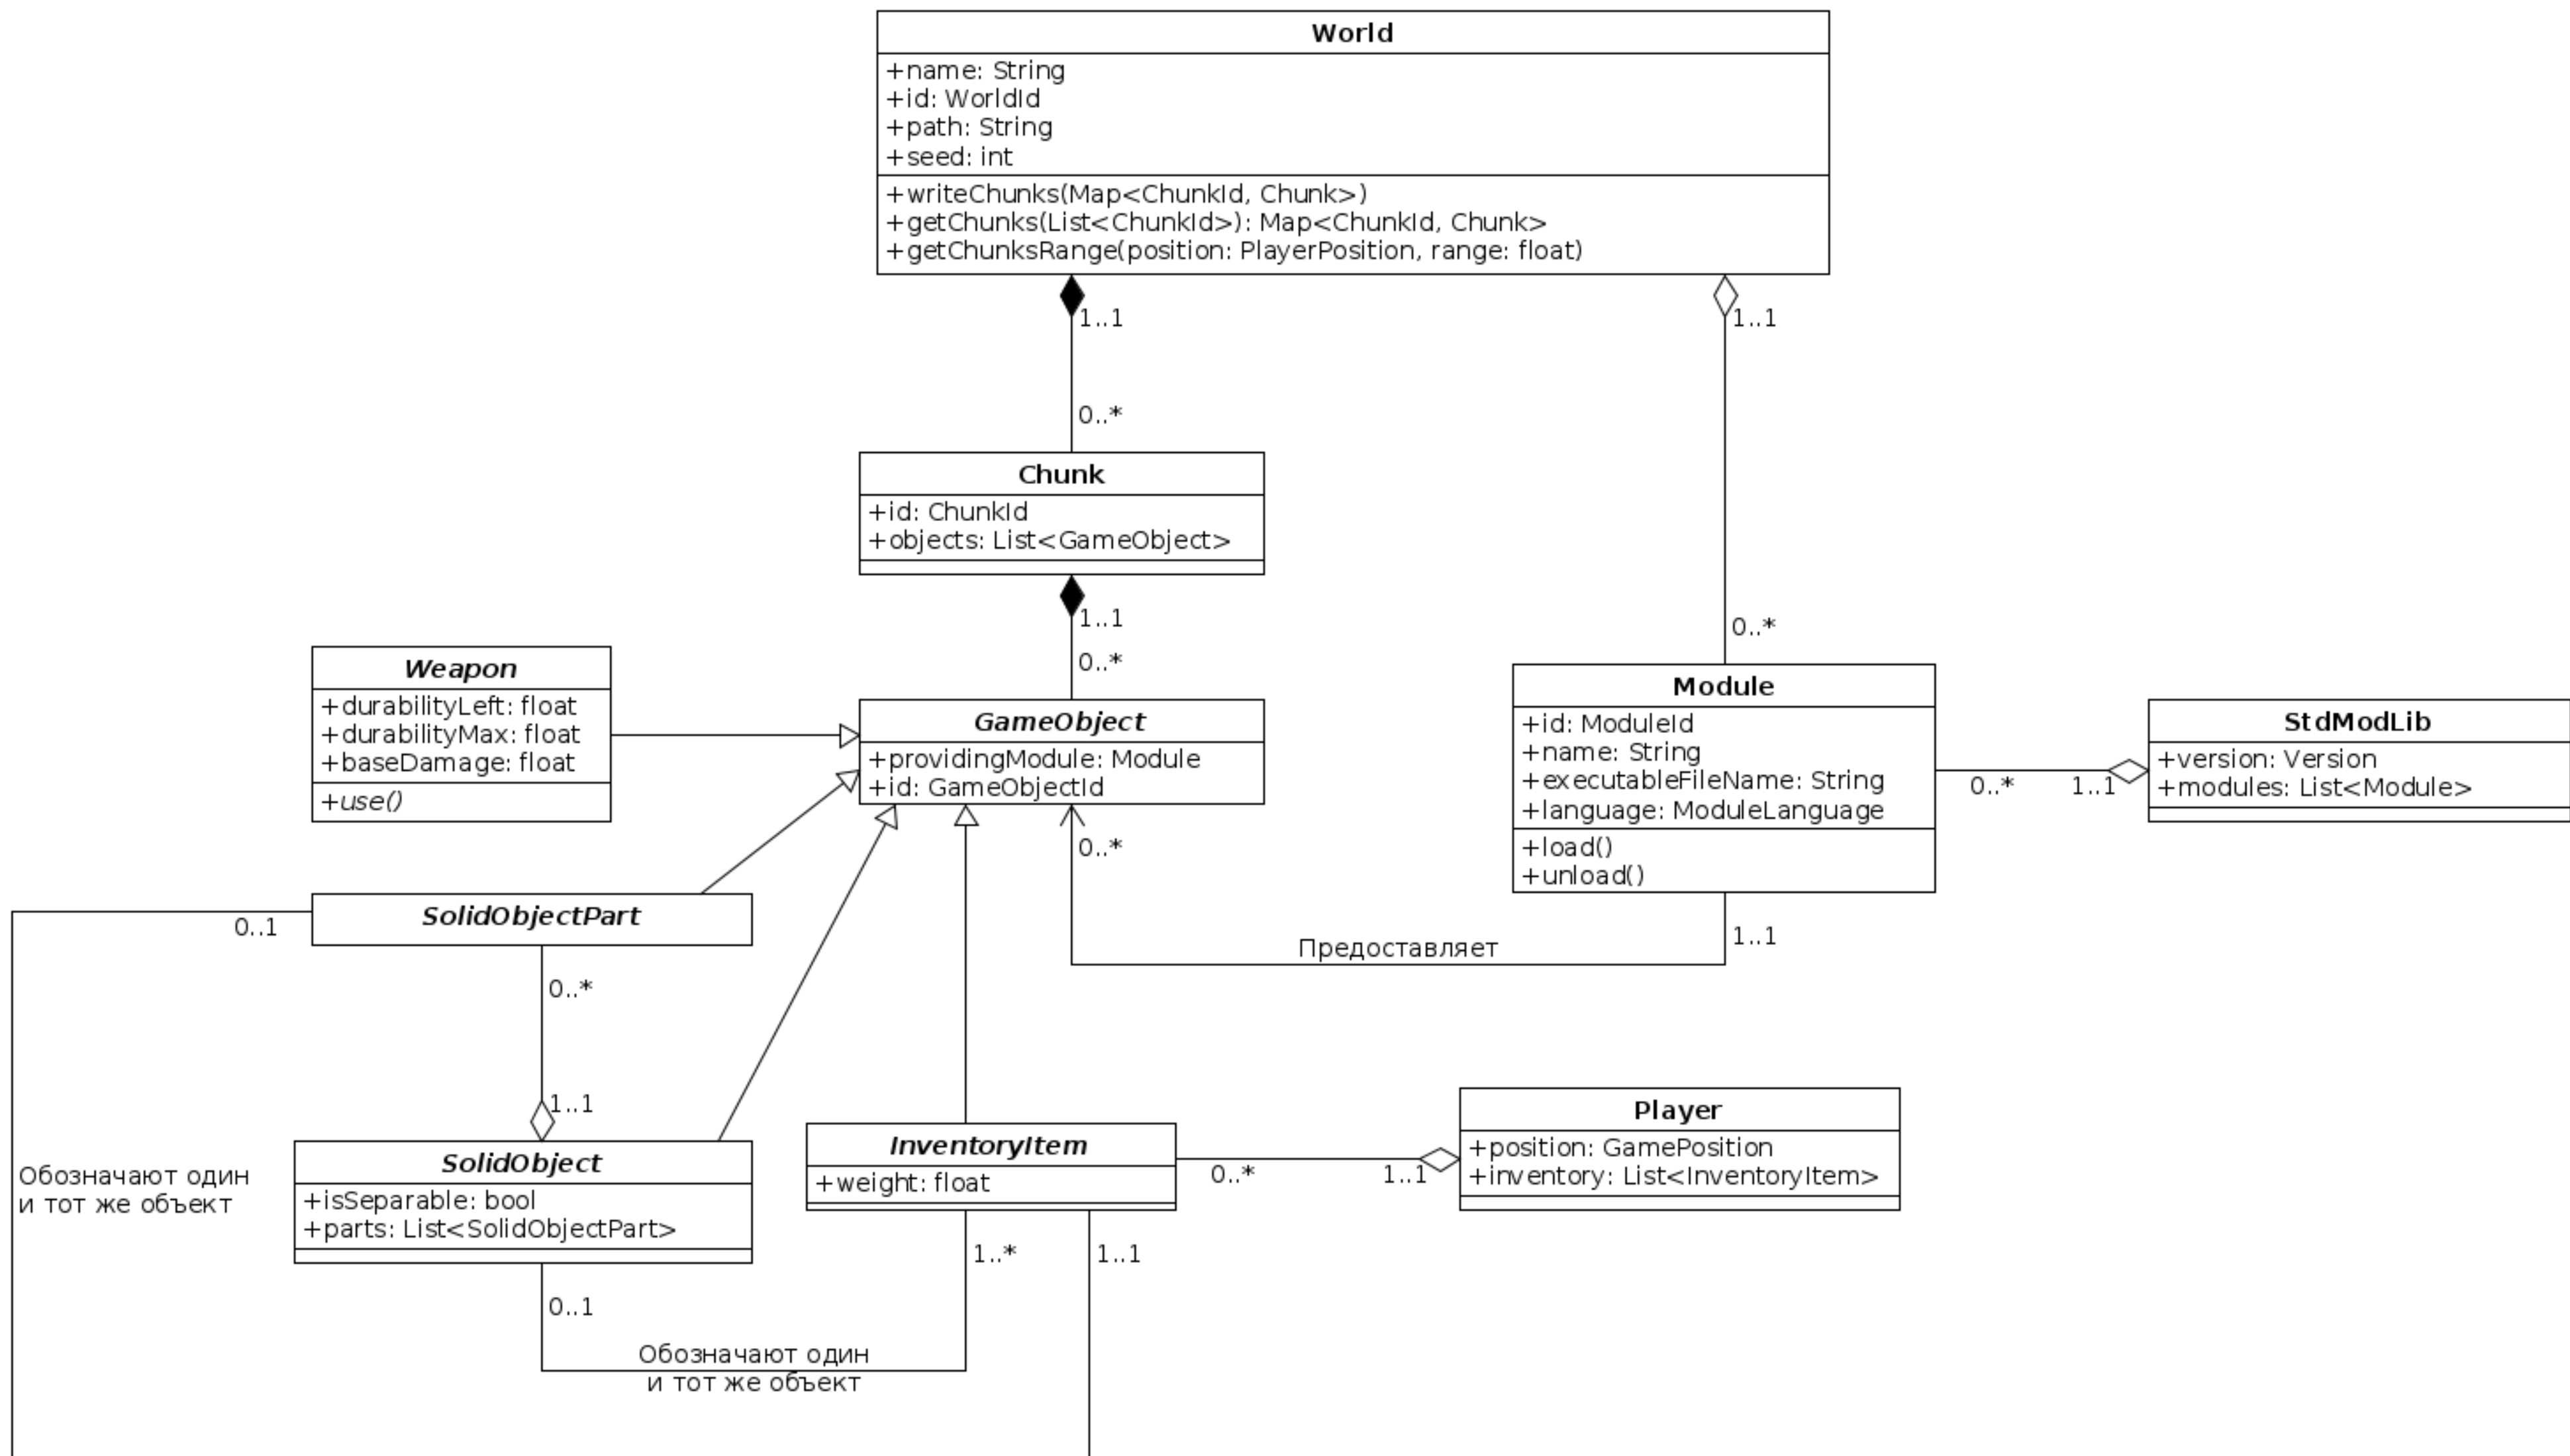 World
+name: String
+id: WorldId
+path: String
+seed: int
+writeChunks(Map<ChunkId, Chunk>)
+getChunks(List<ChunkId>): Map<ChunkId, Chunk>
+getChunksRange(position: PlayerPosition, range: float)
1..1
1..1
0..*
Chunk
+id: ChunkId
+objects: List<GameObject>
1..1
0..*
0..*
Weapon
+durabilityLeft: float
+durabilityMax: float
+baseDamage: float
+use()
GameObject
+providingModule: Module
+id: GameObjectId
0..*
Module
+id: ModuleId
+name: String
+executableFileName: String
+language: ModuleLanguage
+load()
+unload()
0..*
1..1
StdModLib
+version: Version
+modules: List<Module>
1..1
Предоставляет
SolidObjectPart
0..1
0..*
1..1
SolidObject
+isSeparable: bool
+parts: List<SolidObjectPart>
InventoryItem
+weight: float
0..*
1..1
Player
+position: GamePosition
+inventory: List<InventoryItem>
Обозначают один
и тот же объект
0..1
1..*
1..1
Обозначают один
и тот же объект